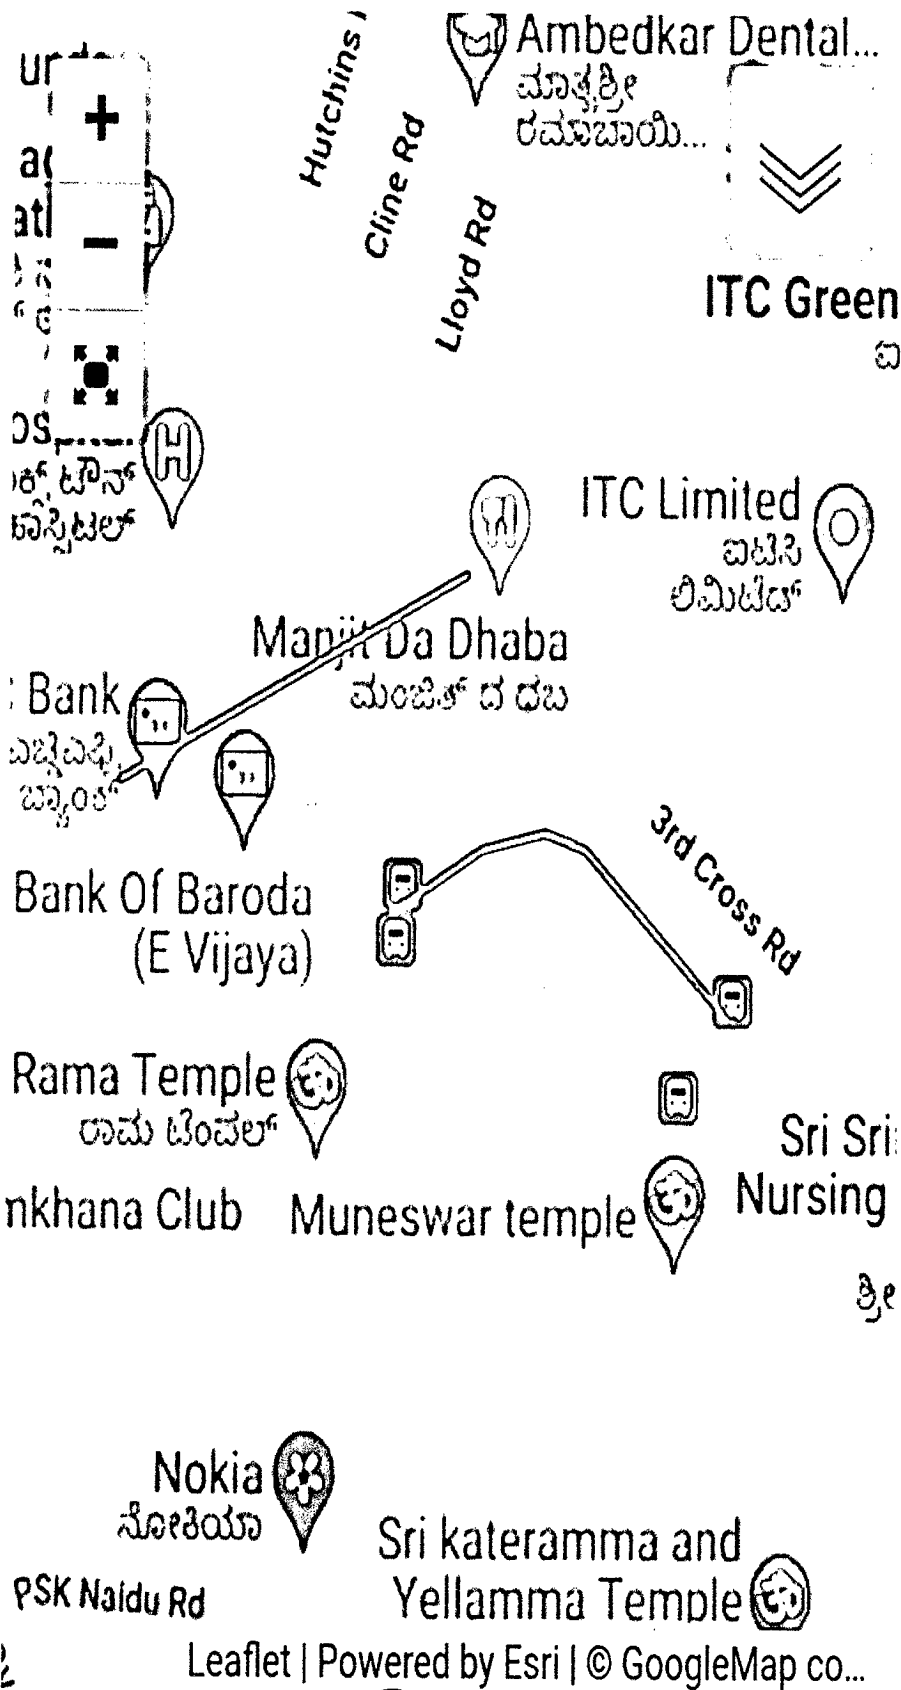 Hutchins
Ambedkar Dental...
ಮಾತೃಶ್ರೀ
ರಮಾಬಾಯಿ...
Cline Rd
Lloyd Rd
ITC Green
ಟೌನ್
ITC Limited
ಐಟಿಸಿ
ಲಿಮಿಟೆಡ್
Manjit Da Dhaba
ಮಂಜಿತ್ ದ ಧಬ
Bank
ಬ್ಯಾಂಕ್
3rd Cross Rd
Bank Of Baroda
(E Vijaya)
Rama Temple
ರಾಮ ಟೆಂಪಲ್
Sri Sri
nkhana Club
Muneswar temple
Nursing
ಶ್ರೀ
Nokia
ನೋಕಿಯಾ
Sri kateramma and
Yellamma Temple
PSK Naidu Rd
Leaflet | Powered by Esri | © GoogleMap co...